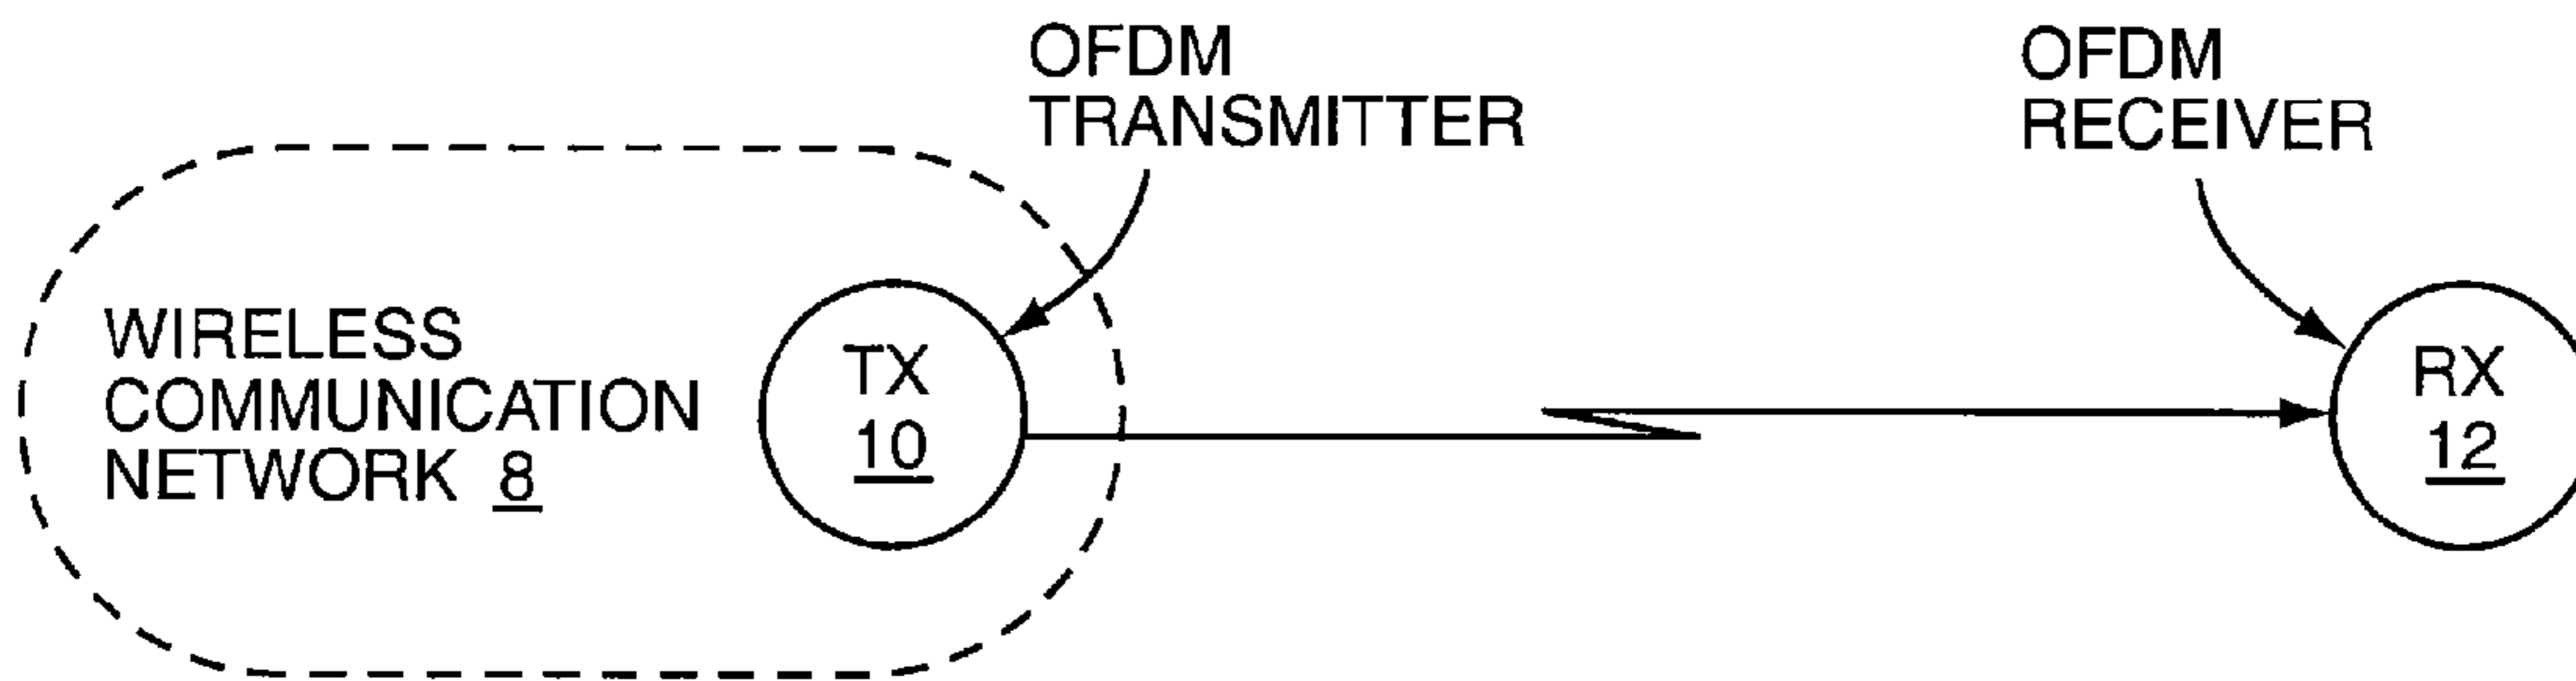 OFDM
TRANSMITTER
OFDM
RECEIVER
WIRELESS
COMMUNICATION
NETWORK 8
TX
10
RX
12